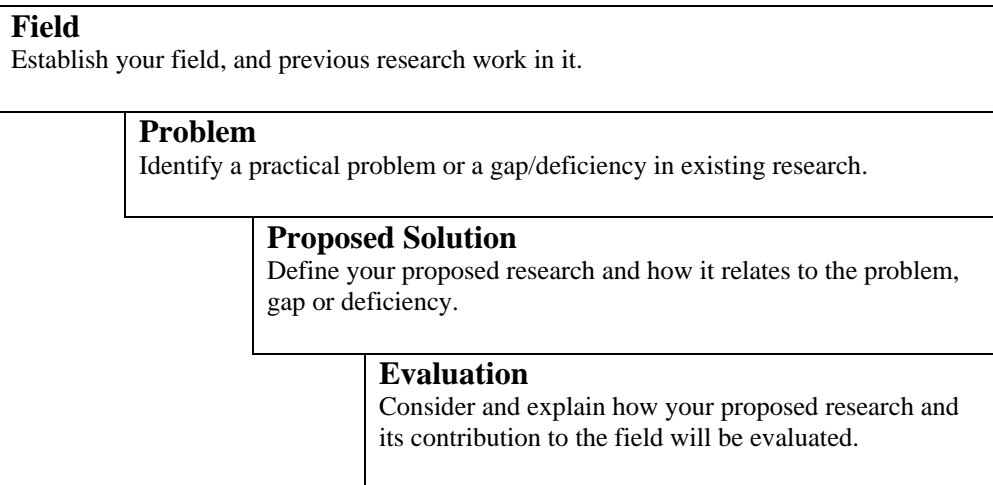 Field
Establish your field, and previous research work in it.
Problem
Identify a practical problem or a gap/deficiency in existing research.
Proposed Solution
Define your proposed research and how it relates to the problem,
gap or deficiency.
Evaluation
Consider and explain how your proposed research and
its contribution to the field will be evaluated.